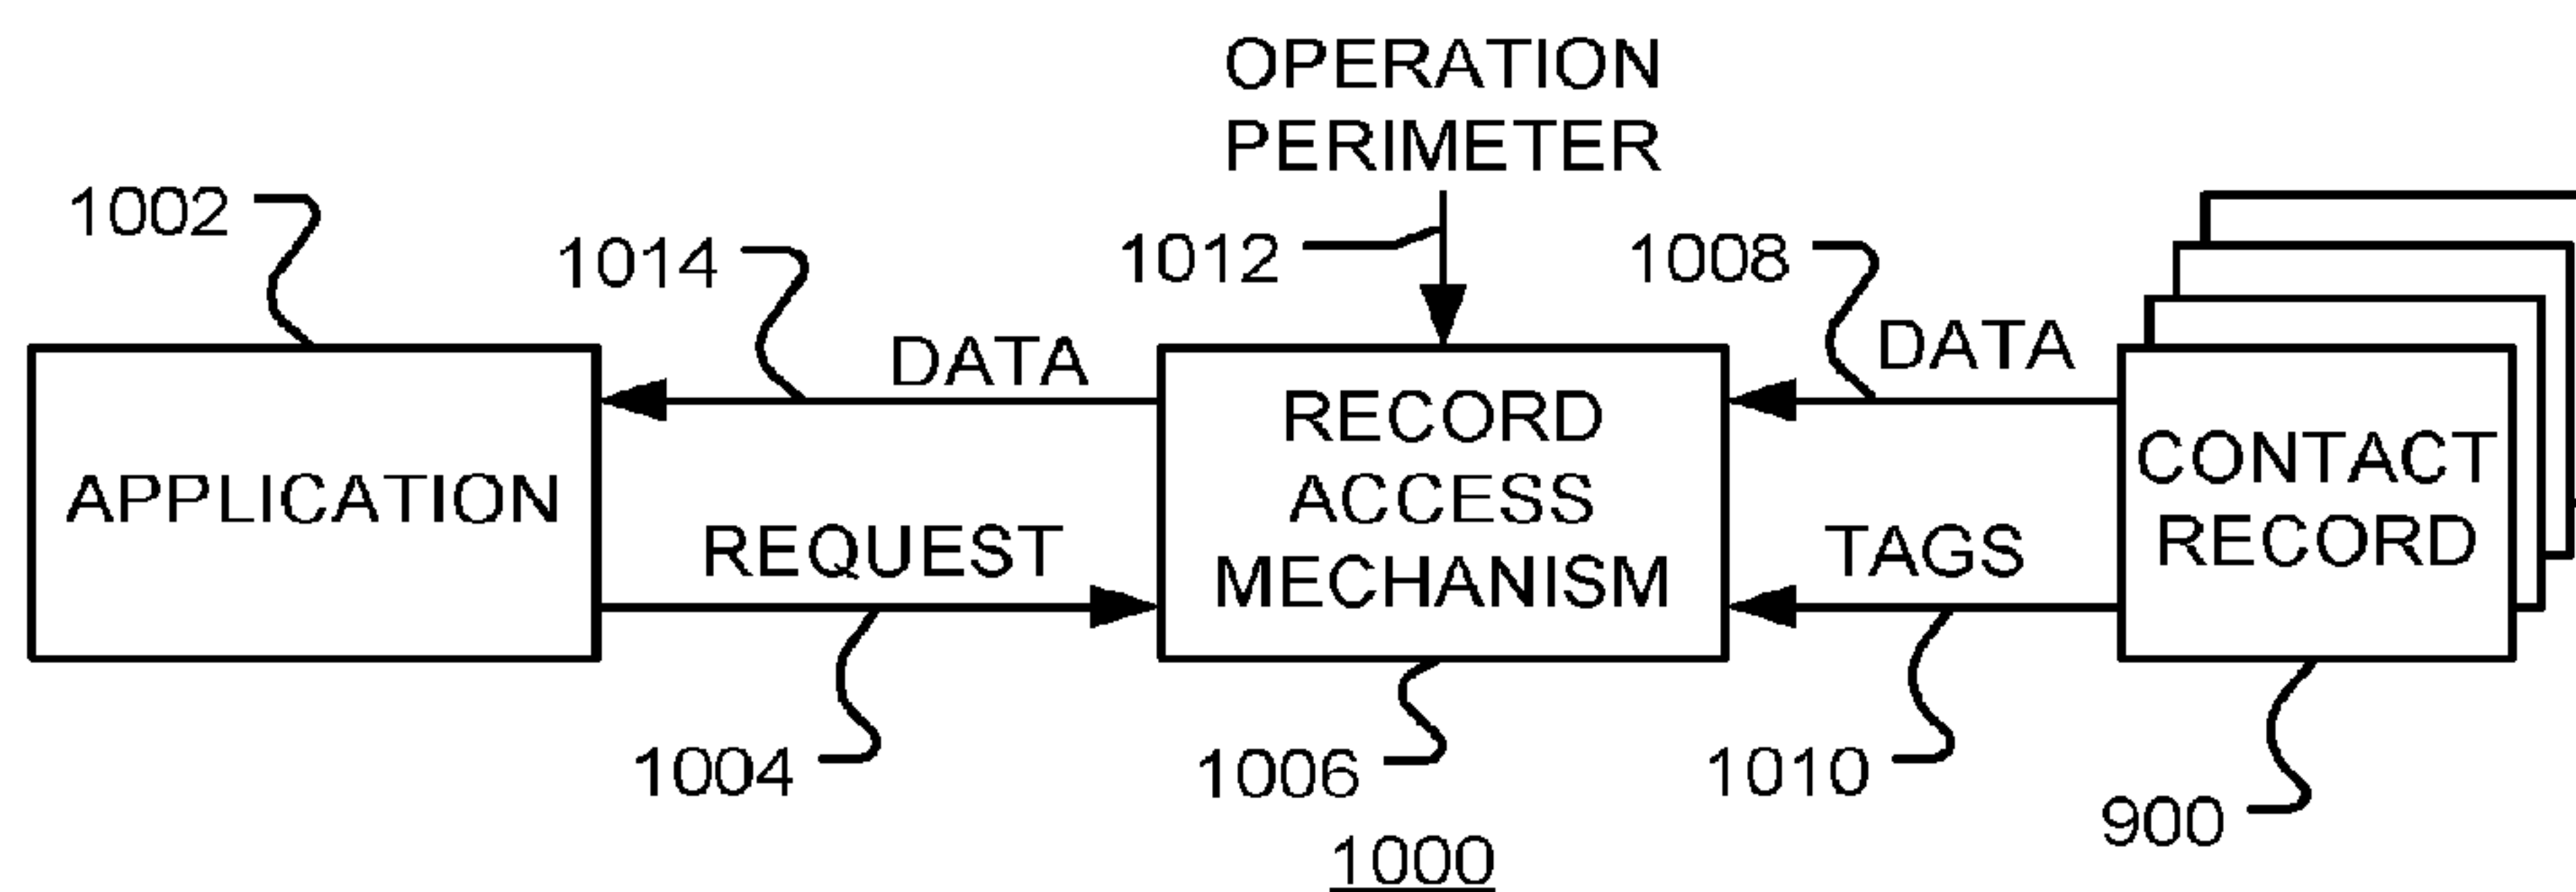 OPERATION
PERIMETER
1002
1014
1012
1008
DATA
DATA
APPLICATION
RECORD
ACCESS
MECHANISM
CONTACT
RECORD
REQUEST
TAGS
1004
1006
1010
900
1000